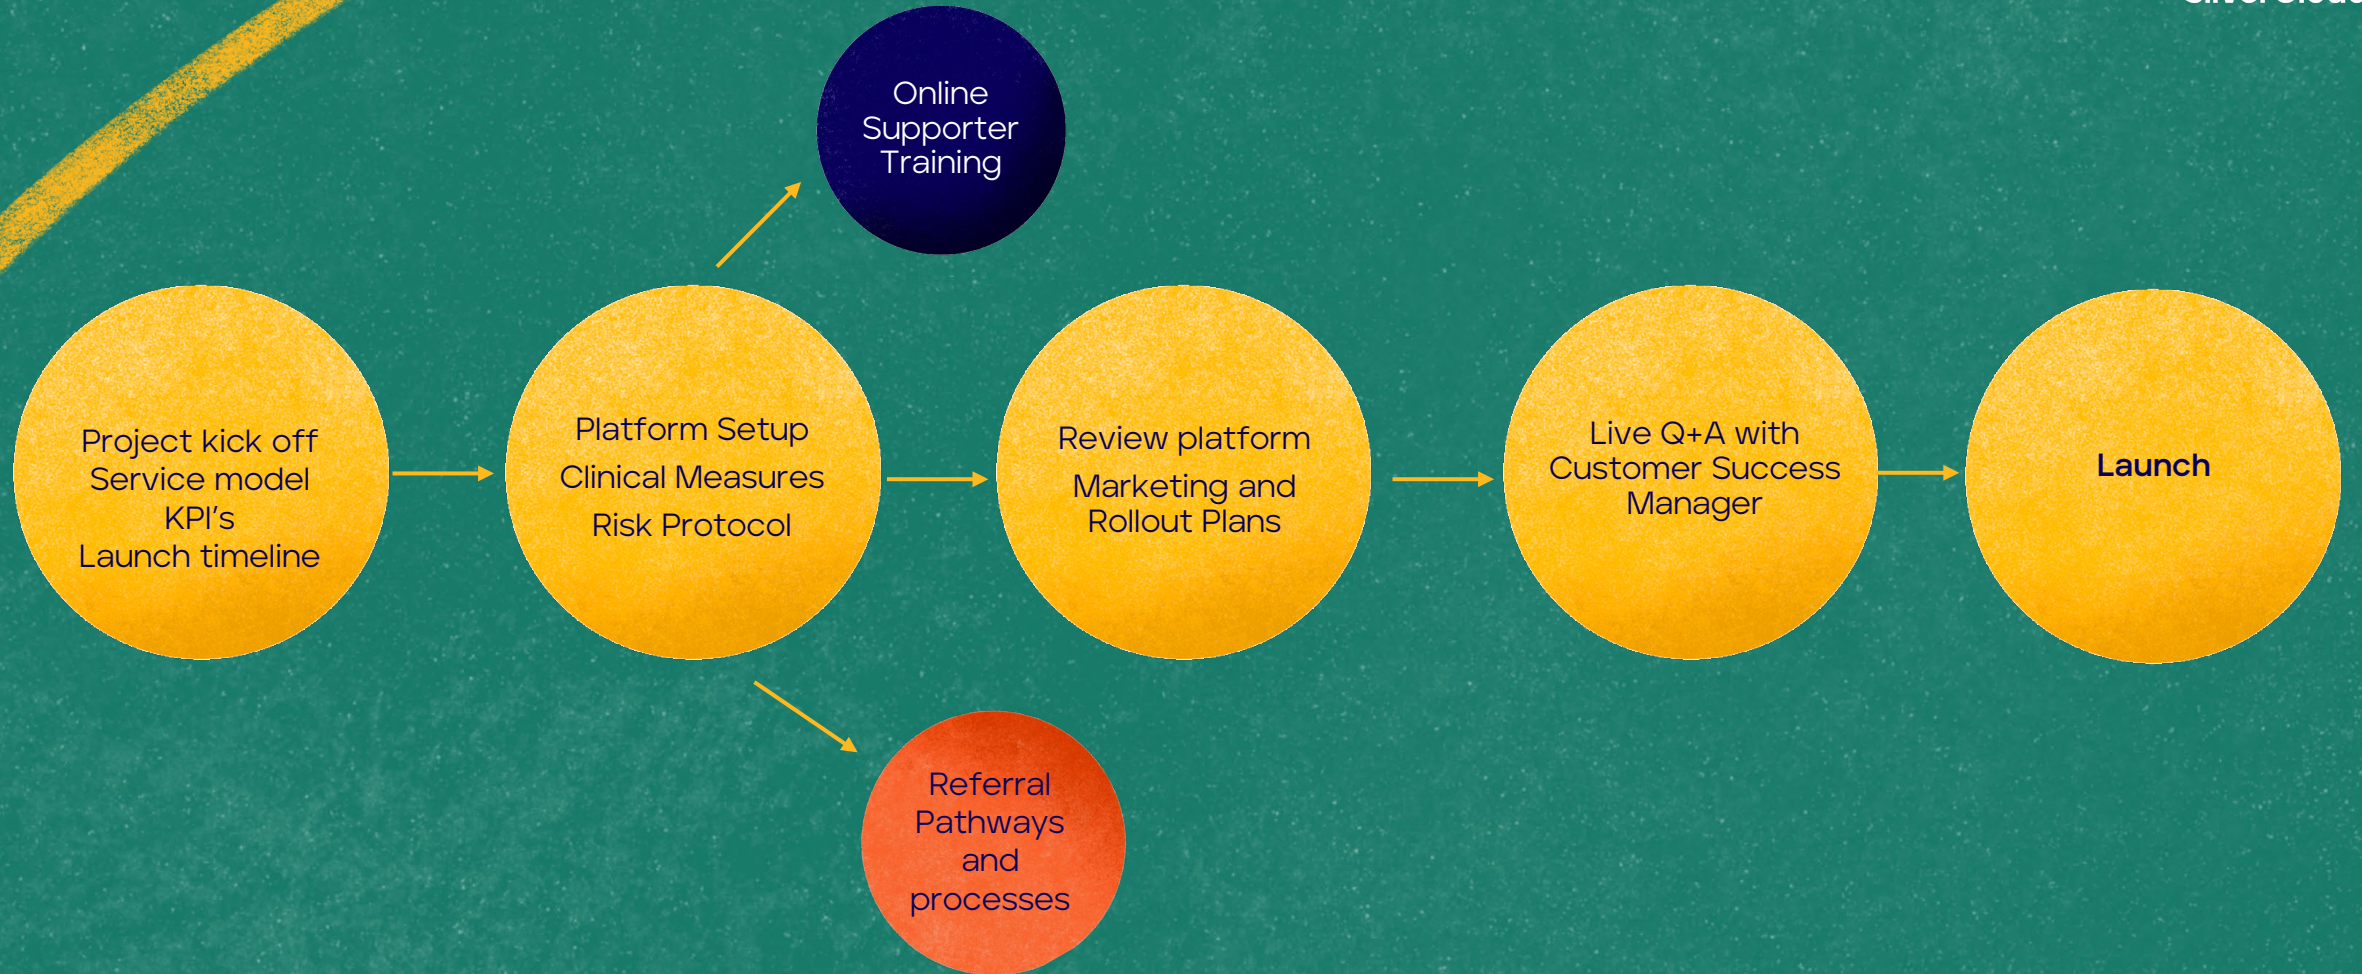 Online
Supporter
Training
Project kick off
Service model
KPI's
Launch timeline
Platform Setup
Clinical Measures
Risk Protocol
Review platform
Marketing and
Rollout Plans
Live Q+A with
Customer Success
Manager
Launch
Referral
Pathways
and
processes